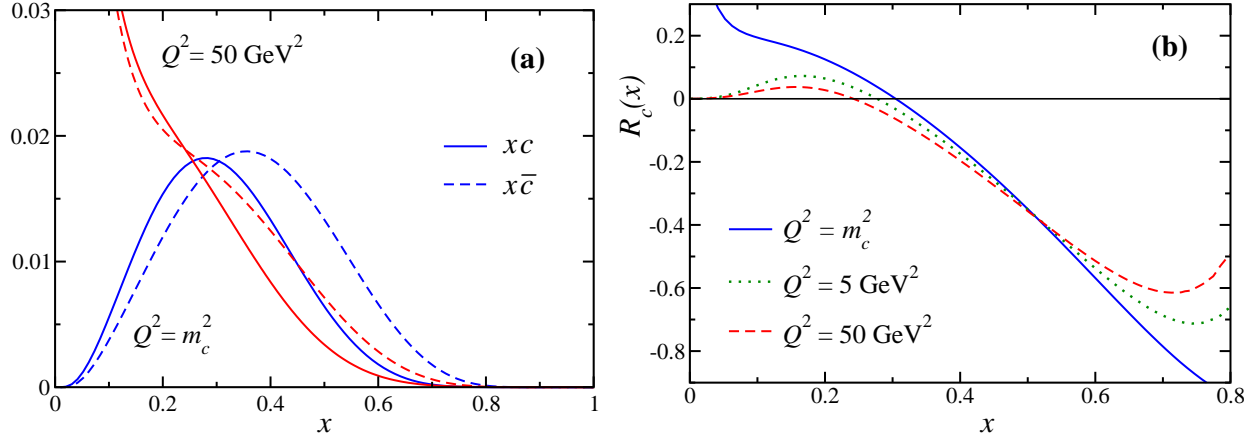 0.03
0.02
0.01
0
0 0.2 0.4 0.6 0.8 1
x
Q² = 50 GeV²
(a)
xc
xc̄
Q² = m_c²
0.2
0
-0.2
-0.4
-0.6
-0.8
0 0.2 0.4 0.6 0.8
x
R_c(x)
(b)
Q² = m_c²
Q² = 5 GeV²
Q² = 50 GeV²